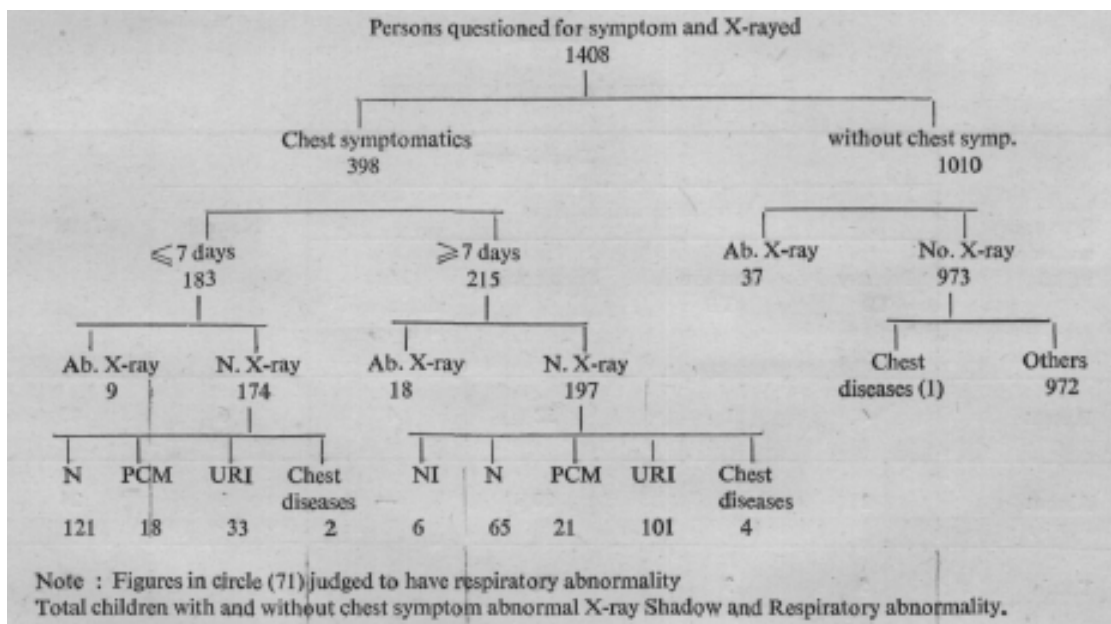 Persons questioned for symptom and X-rayed
1408
Chest symptomatics without chest symp.
398 1010
⩽ 7 days ⩾ 7 days Ab. X-ray No. X-ray
183 215 37 973
Ab. X-ray N. X-ray Ab. X-ray N. X-ray Chest Others
9 174 18 197 diseases (1) 972
N PCM URI Chest NI N PCM URI Chest
diseases diseases
121 18 33 2 6 65 21 101 4
Note : Figures in circle (71) judged to have respiratory abnormality
Total children with and without chest symptom abnormal X-ray Shadow and Respiratory abnormality.